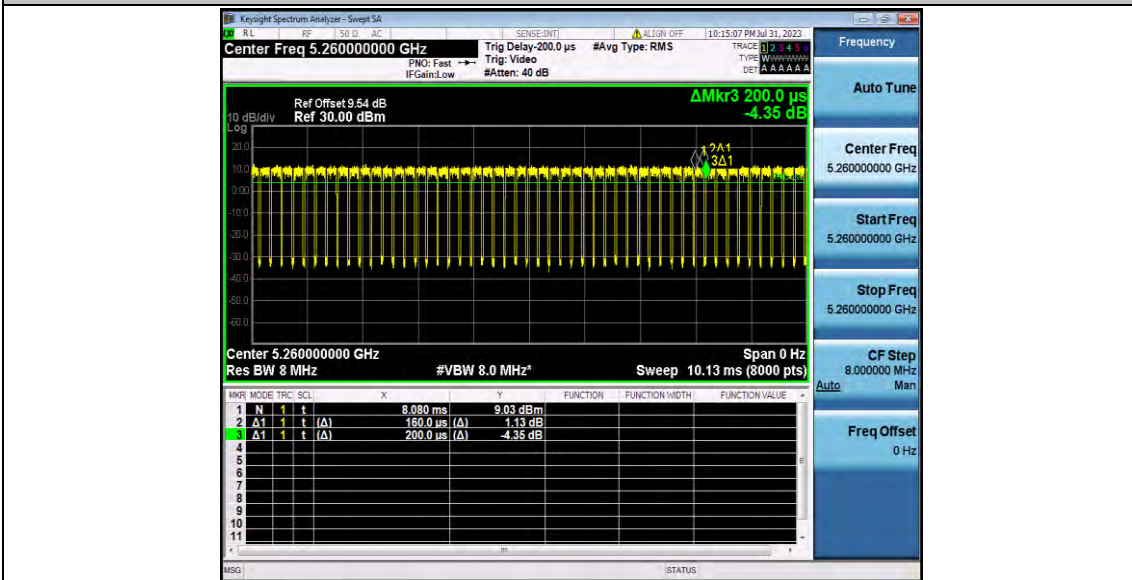 Keysight Spectrum Analyzer - Swept SA
RL RF 50 Ω AC SENSE:INT ALIGN OFF 10:15:07 PM Jul 31, 2023
Center Freq 5.260000000 GHz Trig Delay-200.0 µs #Avg Type: RMS TRACE 1 2 3 4 5 6
PNO: Fast Trig: Video TYPE WWWWWW
IFGain:Low #Atten: 40 dB DET A A A A A A
Frequency
Auto Tune
Center Freq
5.260000000 GHz
Start Freq
5.260000000 GHz
Stop Freq
5.260000000 GHz
CF Step
8.000000 MHz
Auto Man
Freq Offset
0 Hz
ΔMkr3 200.0 µs
-4.35 dB
Ref Offset 9.54 dB
10 dB/div Ref 30.00 dBm
Log
20.0
10.0
0.00
-10.0
-20.0
-30.0
-40.0
-50.0
-60.0
1 2Δ1
3Δ1
Center 5.260000000 GHz Span 0 Hz
Res BW 8 MHz #VBW 8.0 MHz* Sweep 10.13 ms (8000 pts)
MKR MODE TRC SCL X Y FUNCTION FUNCTION WIDTH FUNCTION VALUE
1 N 1 t 8.080 ms 9.03 dBm
2 Δ1 1 t (Δ) 160.0 µs (Δ) 1.13 dB
3 Δ1 1 t (Δ) 200.0 µs (Δ) -4.35 dB
4
5
6
7
8
9
10
11
MSG STATUS